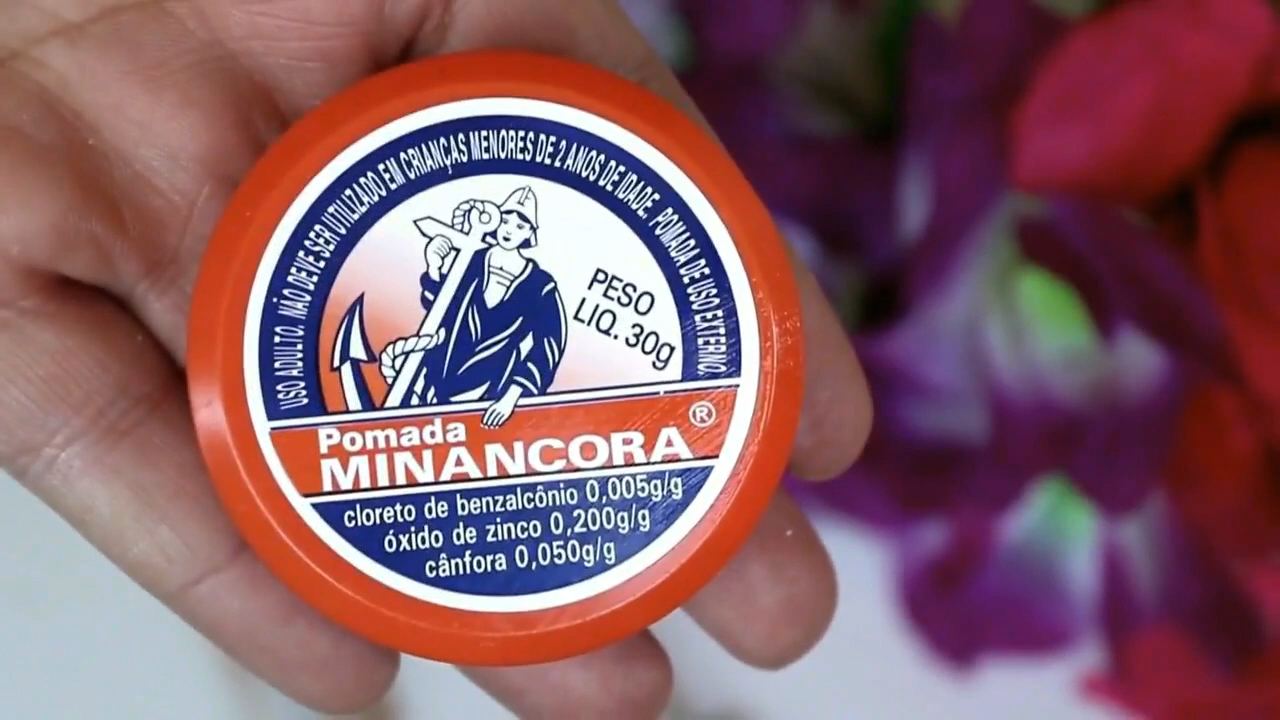 USO ADULTO. NÃO DEVE SER UTILIZADO EM CRIANÇAS MENORES DE 2 ANOS DE IDADE. POMADA DE USO EXTERNO.
PESO
LIQ. 30g
Pomada
MINANCORA®
cloreto de benzalcônio 0,005g/g
óxido de zinco 0,200g/g
cânfora 0,050g/g